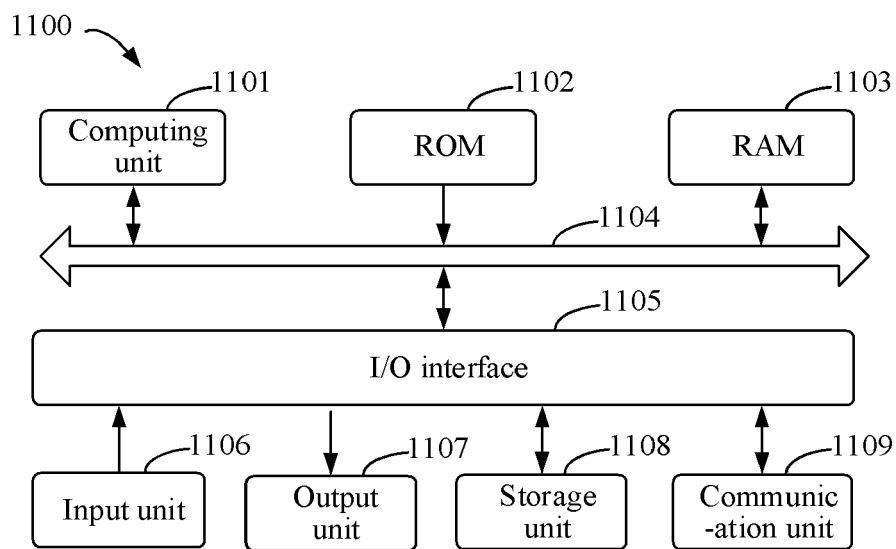 1100
1101
1102
1103
Computing
unit
ROM
RAM
1104
1105
I/O interface
1106
1107
1108
1109
Input unit
Output
unit
Storage
unit
Communic
-ation unit